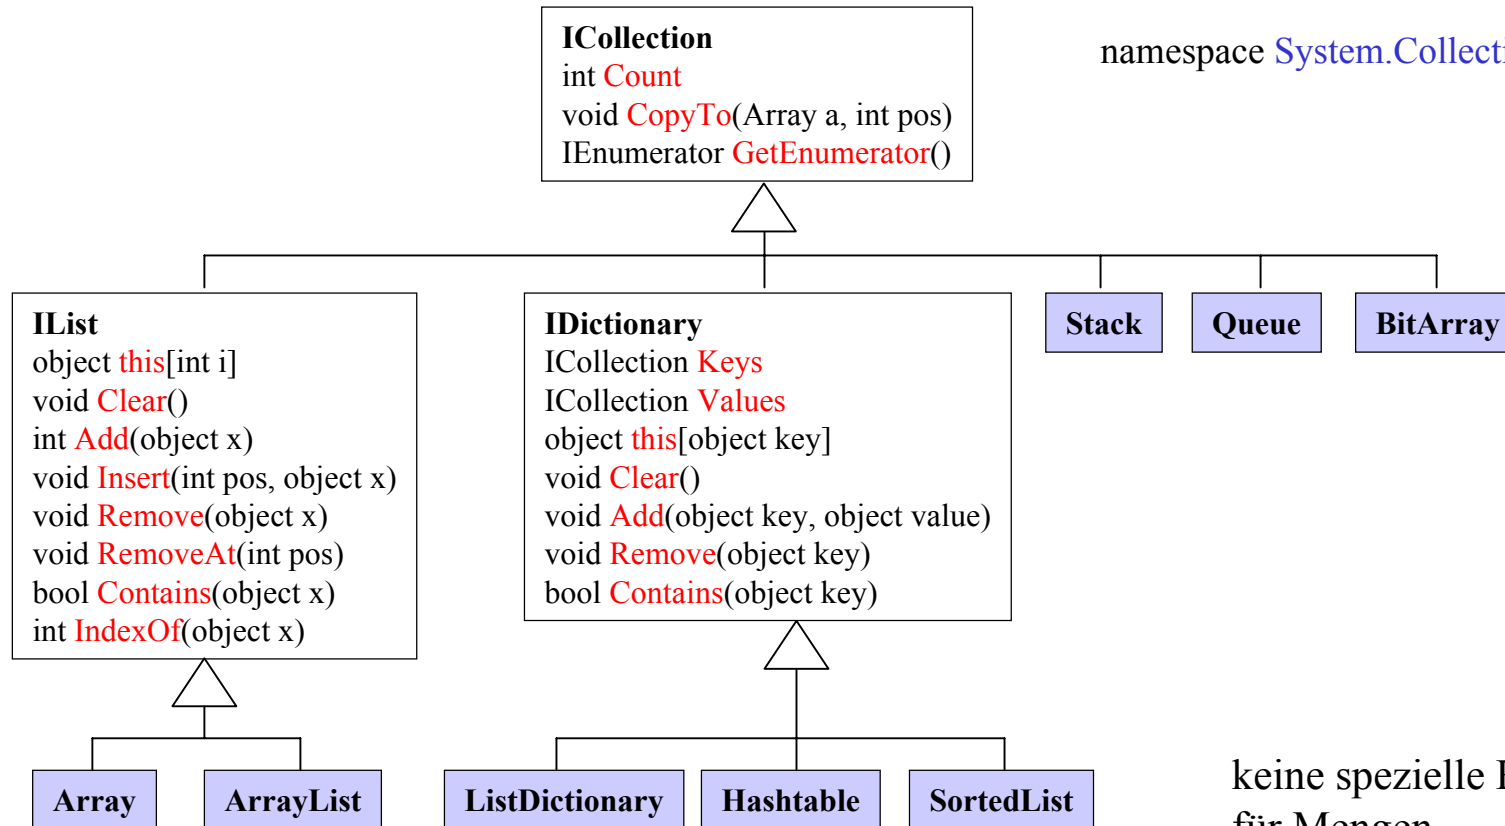 ICollection
int Count
void CopyTo(Array a, int pos)
IEnumerator GetEnumerator()
namespace
IList
object this[int i]
void Clear()
int Add(object x)
void Insert(int pos, object x)
void Remove(object x)
void RemoveAt(int pos)
bool Contains(object x)
int IndexOf(object x)
IDictionary
ICollection Keys
ICollection Values
object this[object key]
void Clear()
void Add(object key, object value)
void Remove(object key)
bool Contains(object key)
Stack
Queue
BitArray
Array
ArrayList
ListDictionary
Hashtable
SortedList
keine spezielle
für Mengen